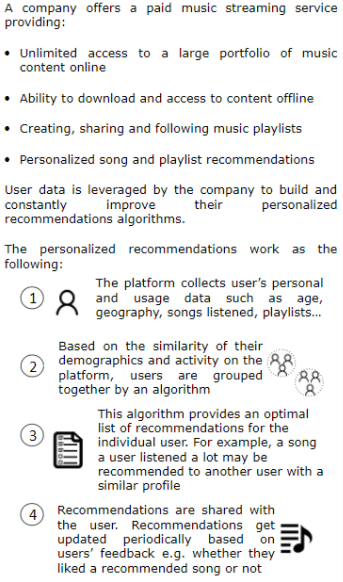 A company offers a paid music streaming service
providing:
• Unlimited access to a large portfolio of music
content online
• Ability to download and access to content offline
• Creating, sharing and following music playlists
• Personalized song and playlist recommendations
User data is leveraged by the company to build and
constantly improve their personalized
recommendations algorithms.
The personalized recommendations work as the
following:
1
The platform collects user's personal
and usage data such as age,
geography, songs listened, playlists...
2
Based on the similarity of their
demographics and activity on the
platform, users are grouped
together by an algorithm
3
This algorithm provides an optimal
list of recommendations for the
individual user. For example, a song
a user listened a lot may be
recommended to another user with a
similar profile
4
Recommendations are shared with
the user. Recommendations get
updated periodically based on
users' feedback e.g. whether they
liked a recommended song or not